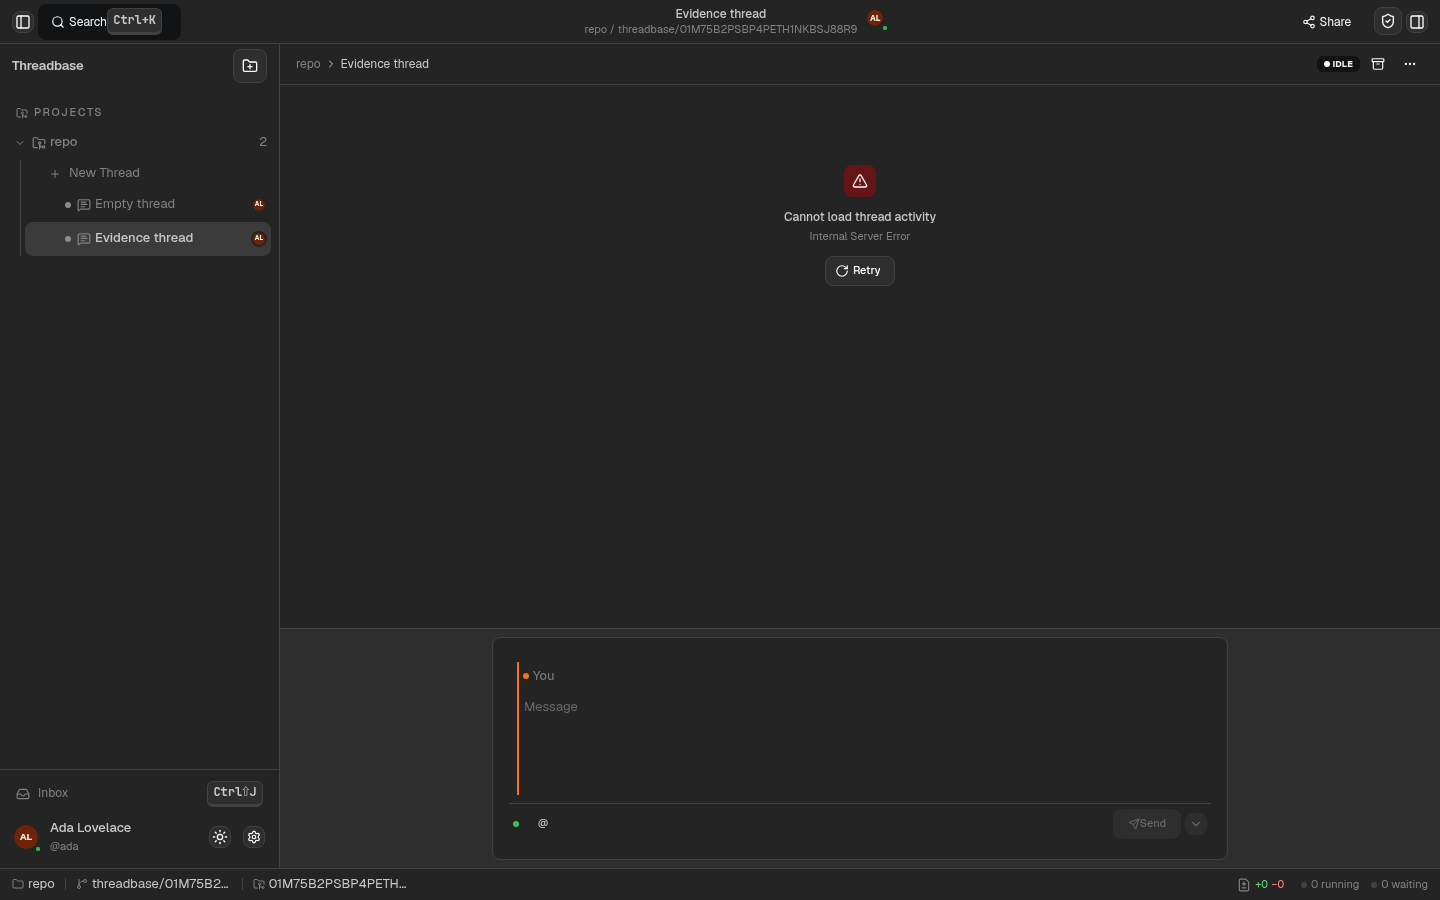 Search Ctrl+K
Evidence thread
repo / threadbase/01M75B2PSBP4PETH1NKBSJ88R9
AL
Share
Threadbase
repo > Evidence thread
IDLE
PROJECTS
repo 2
New Thread
Empty thread AL
Evidence thread AL
Cannot load thread activity
Internal Server Error
Retry
You
Message
@
Send
Inbox Ctrl⇧J
AL
Ada Lovelace
@ada
repo
threadbase/01M75B2...
01M75B2PSBP4PETH...
+0 −0
0 running
0 waiting